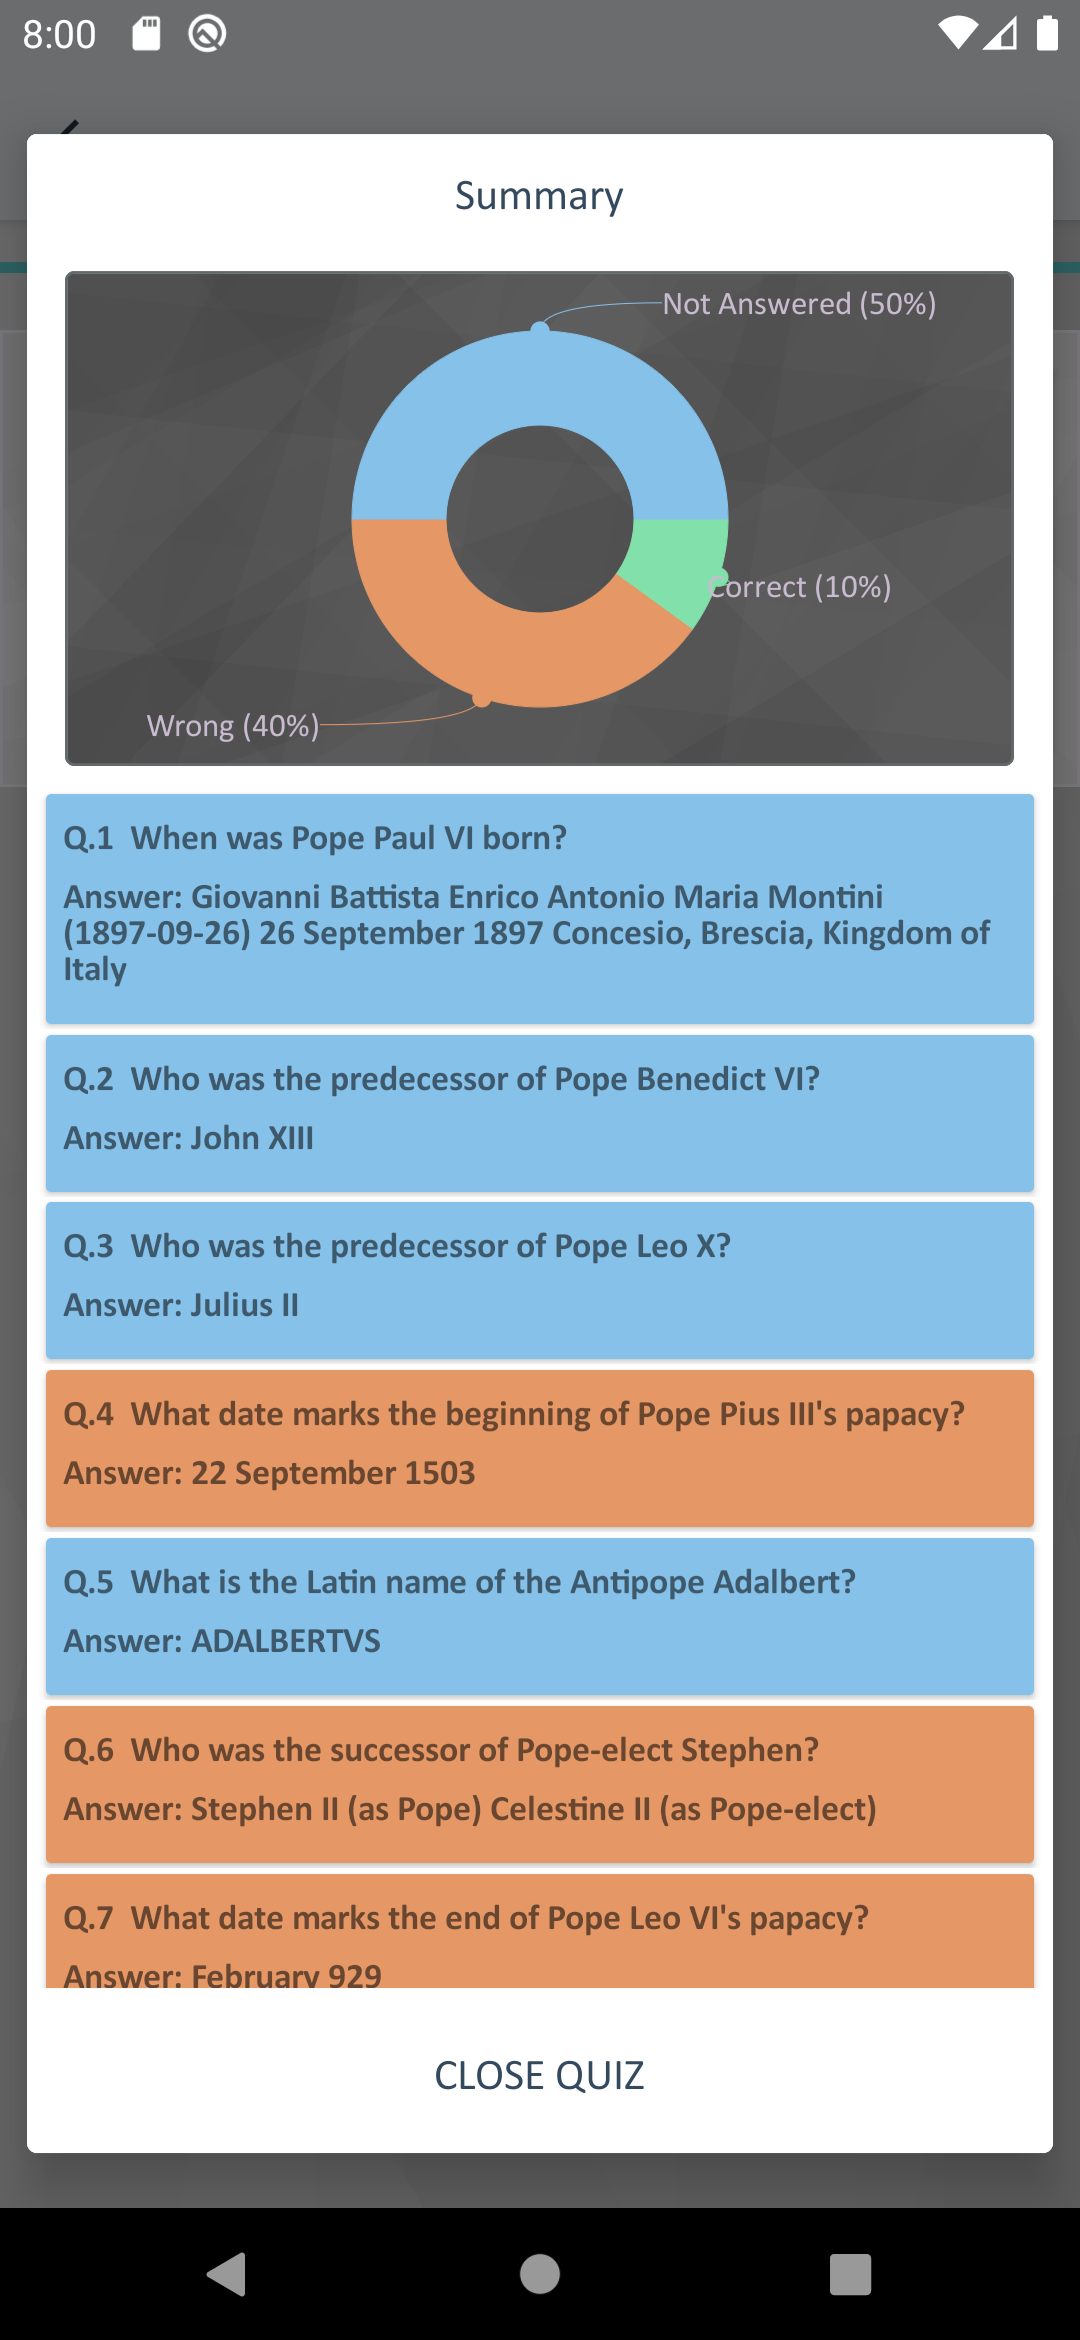 8:00
Summary
Not Answered (50%)
Correct (10%)
Wrong (40%)
Q.1 When was Pope Paul VI born?
Answer: Giovanni Battista Enrico Antonio Maria Montini
(1897-09-26) 26 September 1897 Concesio, Brescia, Kingdom of
Italy
Q.2 Who was the predecessor of Pope Benedict VI?
Answer: John XIII
Q.3 Who was the predecessor of Pope Leo X?
Answer: Julius II
Q.4 What date marks the beginning of Pope Pius III's papacy?
Answer: 22 September 1503
Q.5 What is the Latin name of the Antipope Adalbert?
Answer: ADALBERTVS
Q.6 Who was the successor of Pope-elect Stephen?
Answer: Stephen II (as Pope) Celestine II (as Pope-elect)
Q.7 What date marks the end of Pope Leo VI's papacy?
Answer: February 929
CLOSE QUIZ